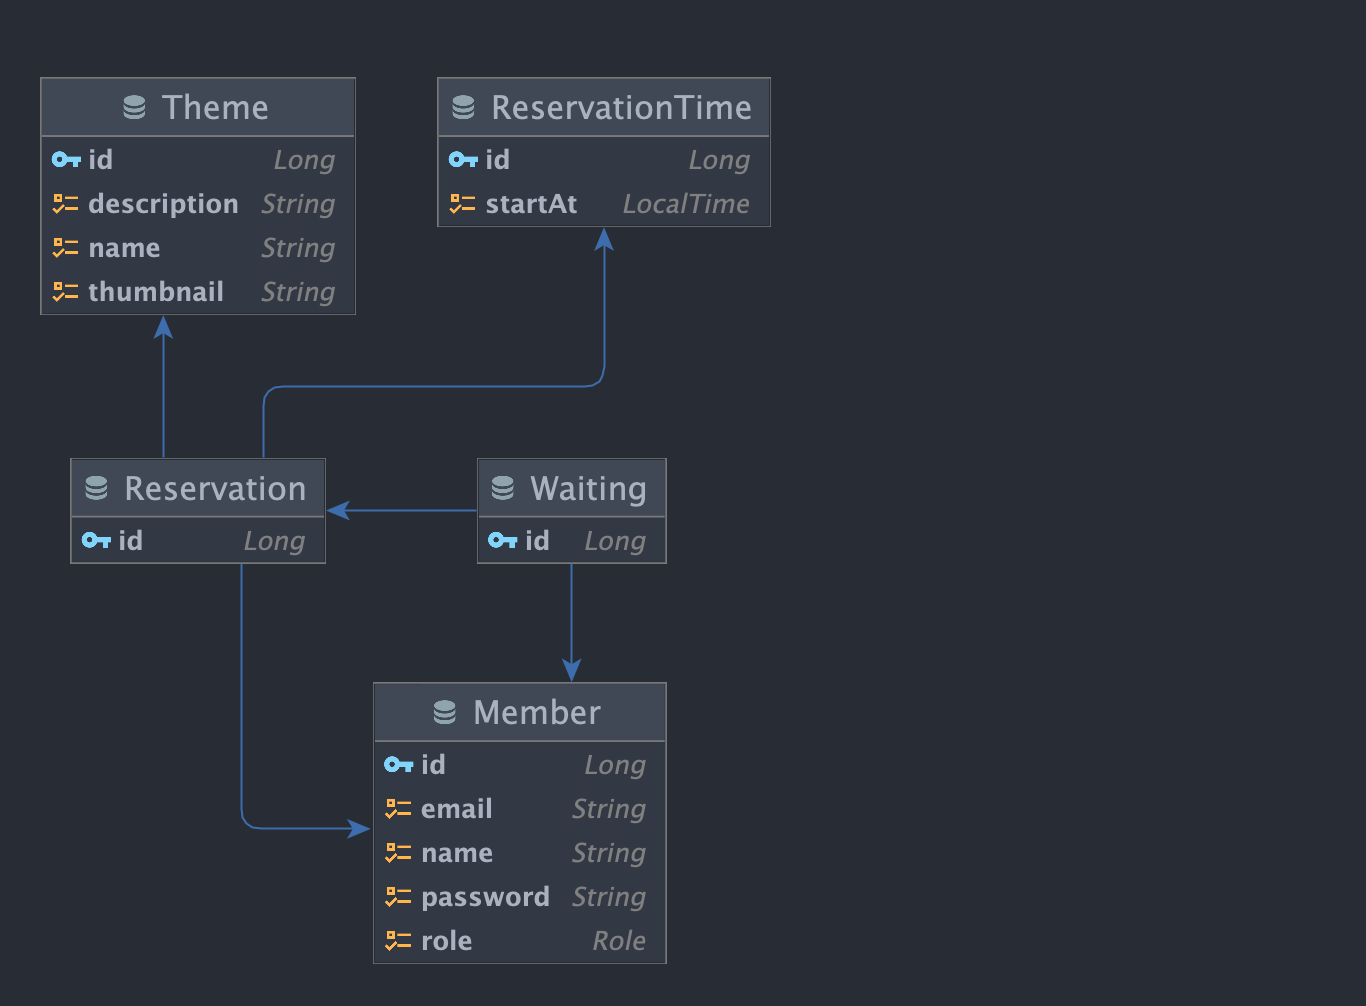 Theme
id Long
description String
name String
thumbnail String
ReservationTime
id Long
startAt LocalTime
Reservation
id Long
Waiting
id Long
Member
id Long
email String
name String
password String
role Role